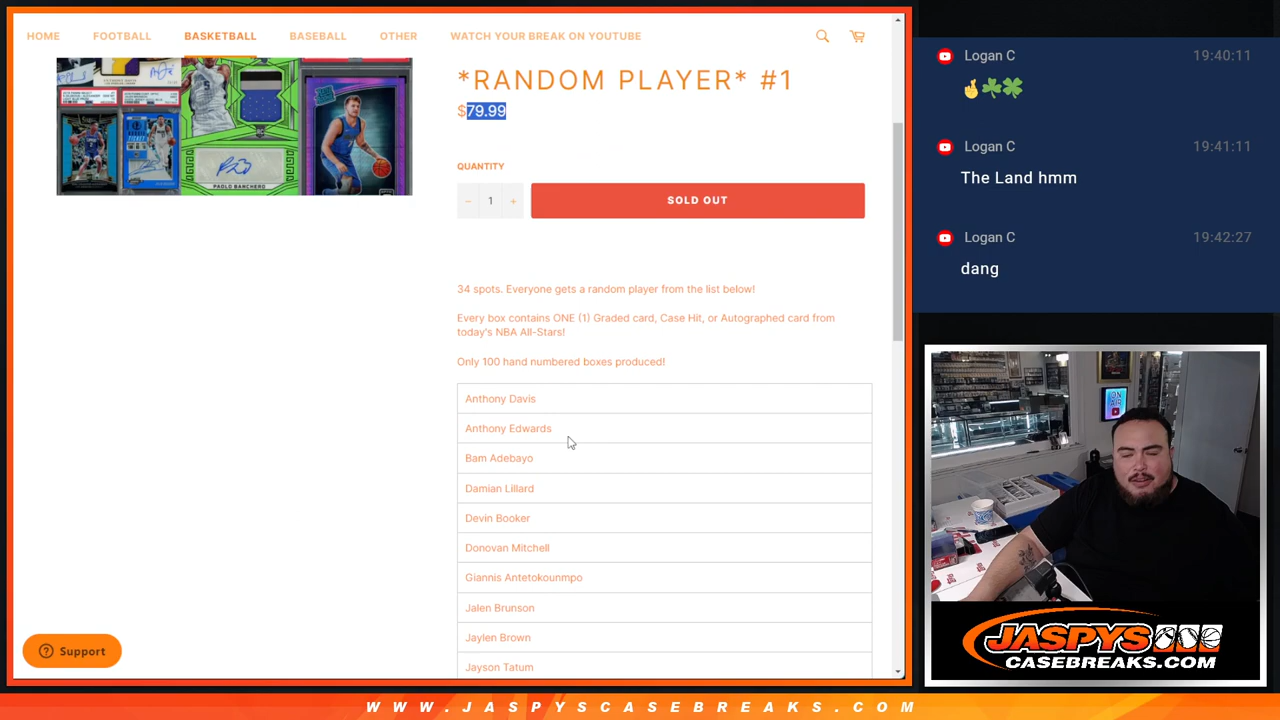 HOME FOOTBALL BASKETBALL BASEBALL OTHER WATCH YOUR BREAK ON YOUTUBE
*RANDOM PLAYER* #1
$79.99
QUANTITY
− 1 +
SOLD OUT
34 spots. Everyone gets a random player from the list below!
Every box contains ONE (1) Graded card, Case Hit, or Autographed card from
today's NBA All-Stars!
Only 100 hand numbered boxes produced!
Anthony Davis
Anthony Edwards
Bam Adebayo
Damian Lillard
Devin Booker
Donovan Mitchell
Giannis Antetokounmpo
Jalen Brunson
Jaylen Brown
Jayson Tatum
PAOLO BANCHERO
Support
Logan C 19:40:11
Logan C 19:41:11
The Land hmm
Logan C 19:42:27
dang
ON
AIR
JASPYS
CASEBREAKS.COM
WWW.JASPYSCASEBREAKS.COM